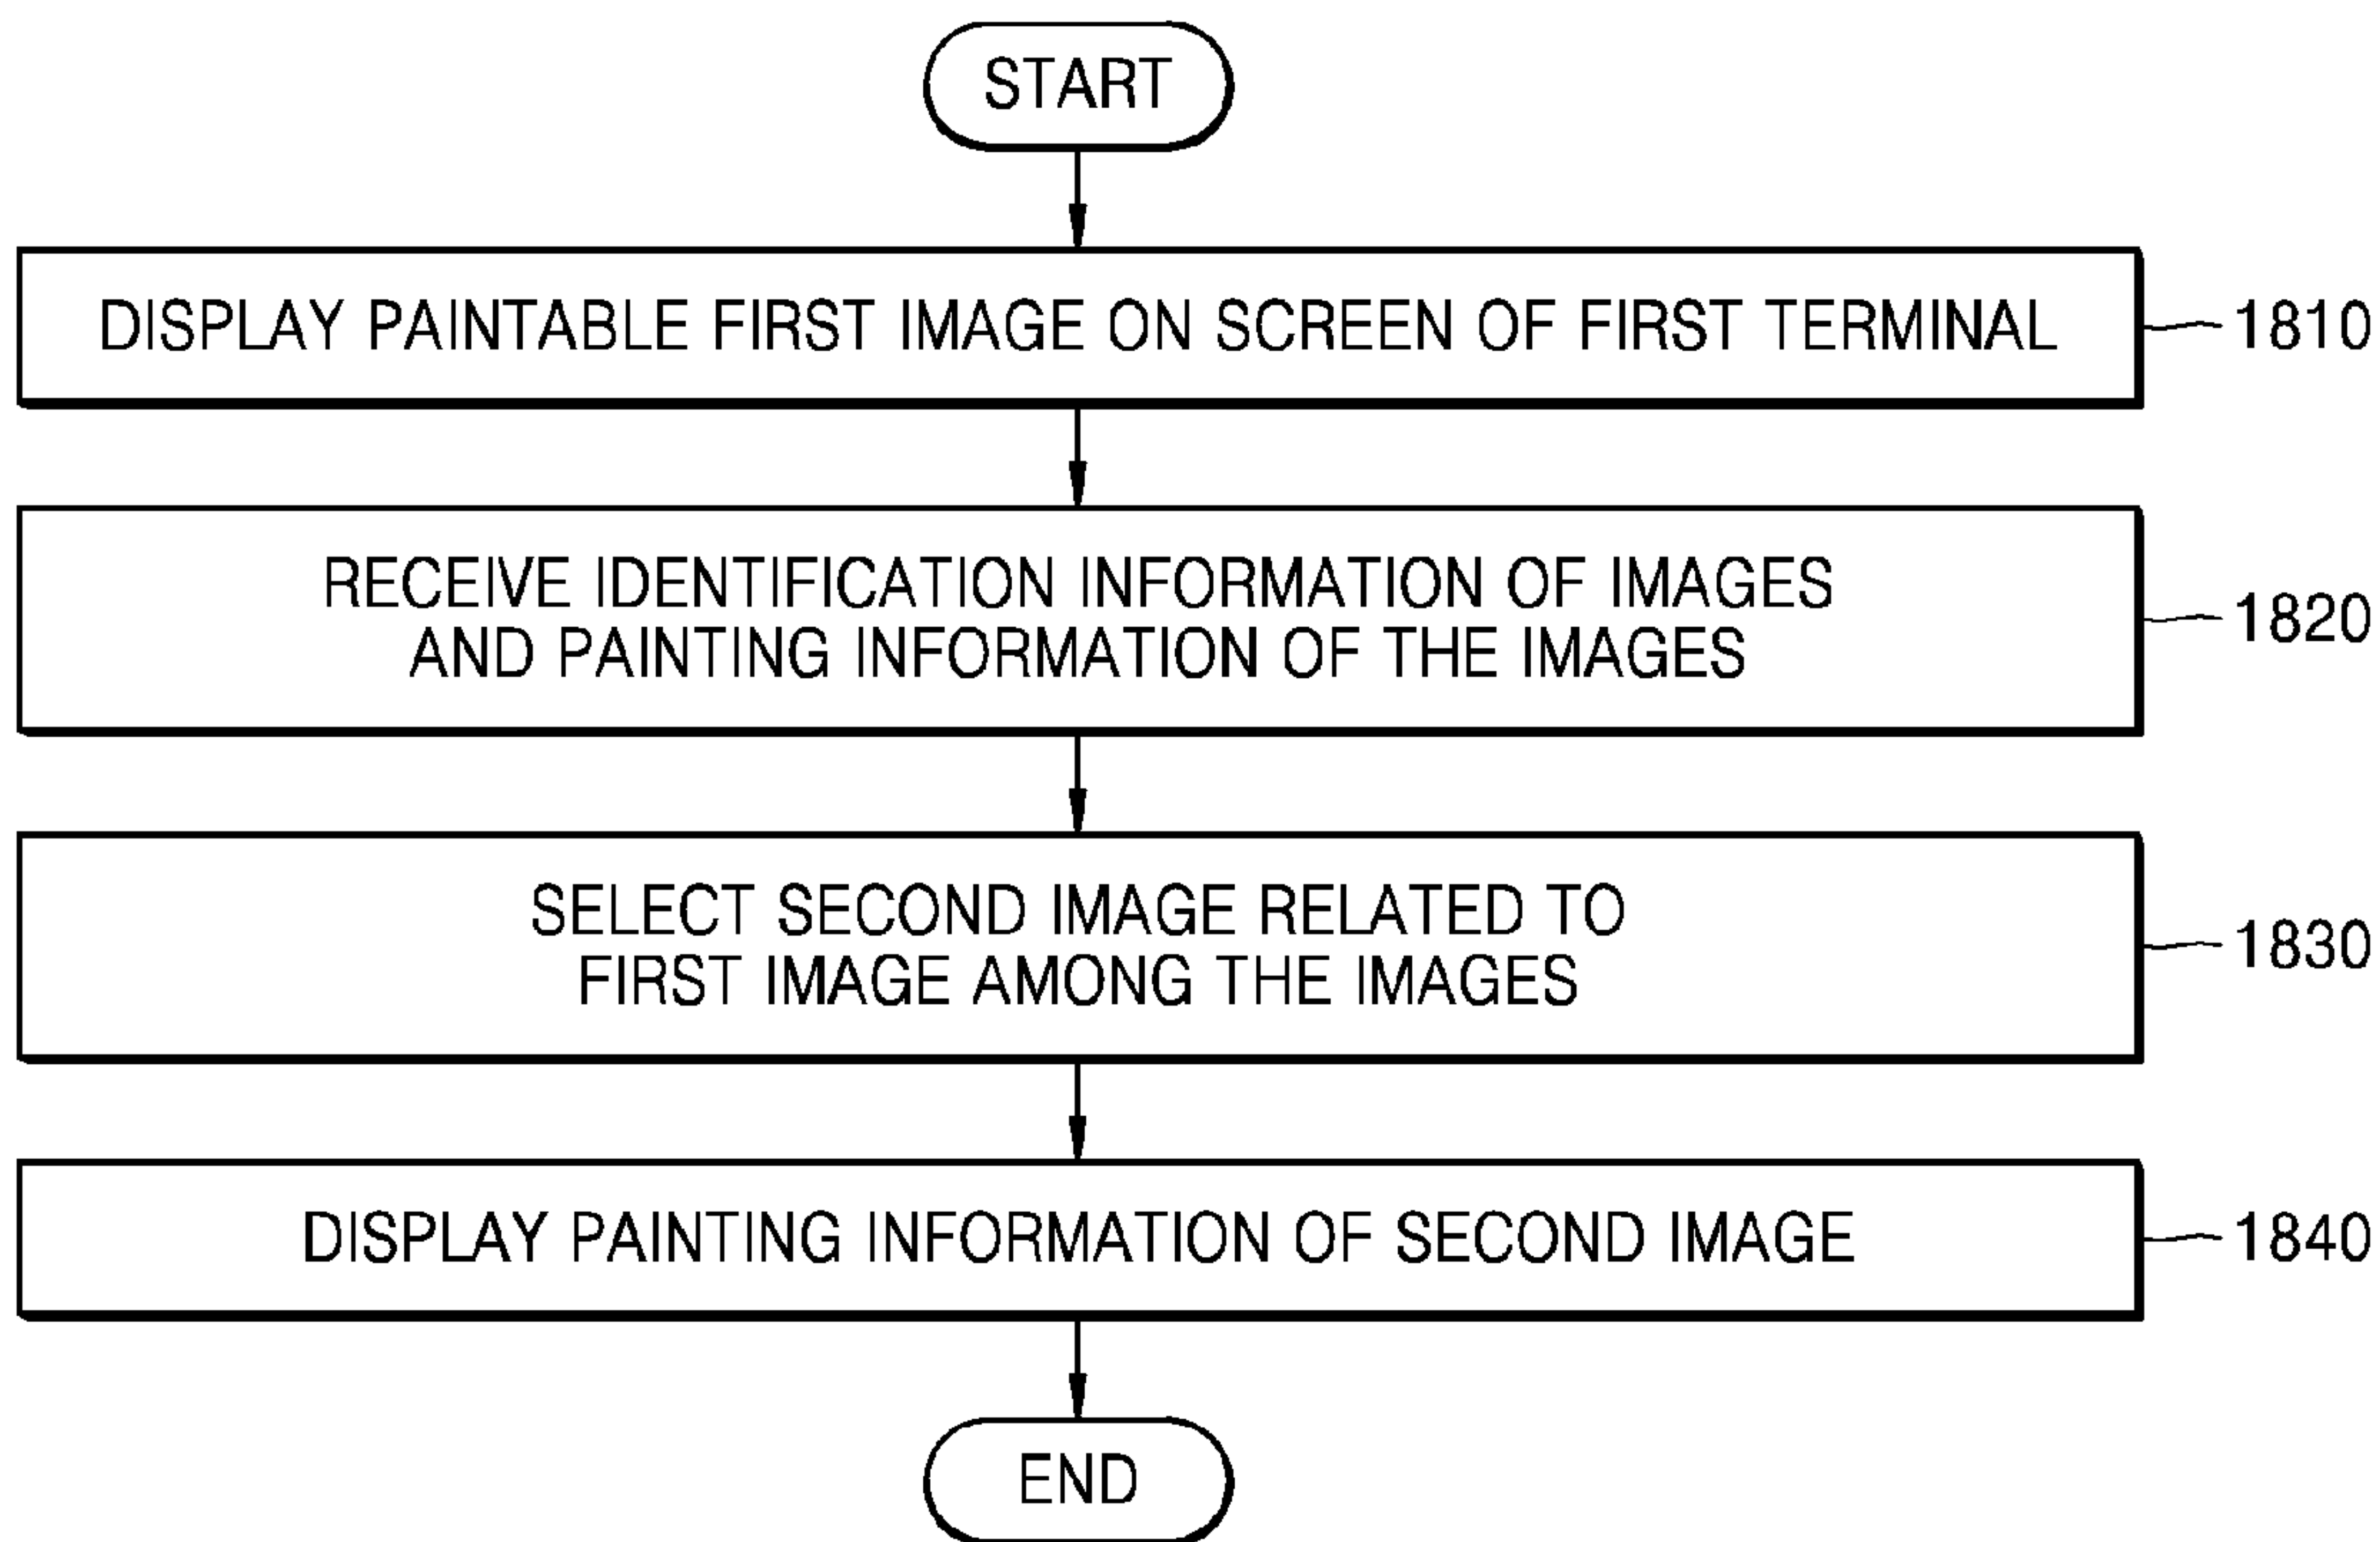 START
DISPLAY PAINTABLE FIRST IMAGE ON SCREEN OF FIRST TERMINAL
1810
RECEIVE IDENTIFICATION INFORMATION OF IMAGES
AND PAINTING INFORMATION OF THE IMAGES
1820
SELECT SECOND IMAGE RELATED TO
FIRST IMAGE AMONG THE IMAGES
1830
DISPLAY PAINTING INFORMATION OF SECOND IMAGE
1840
END